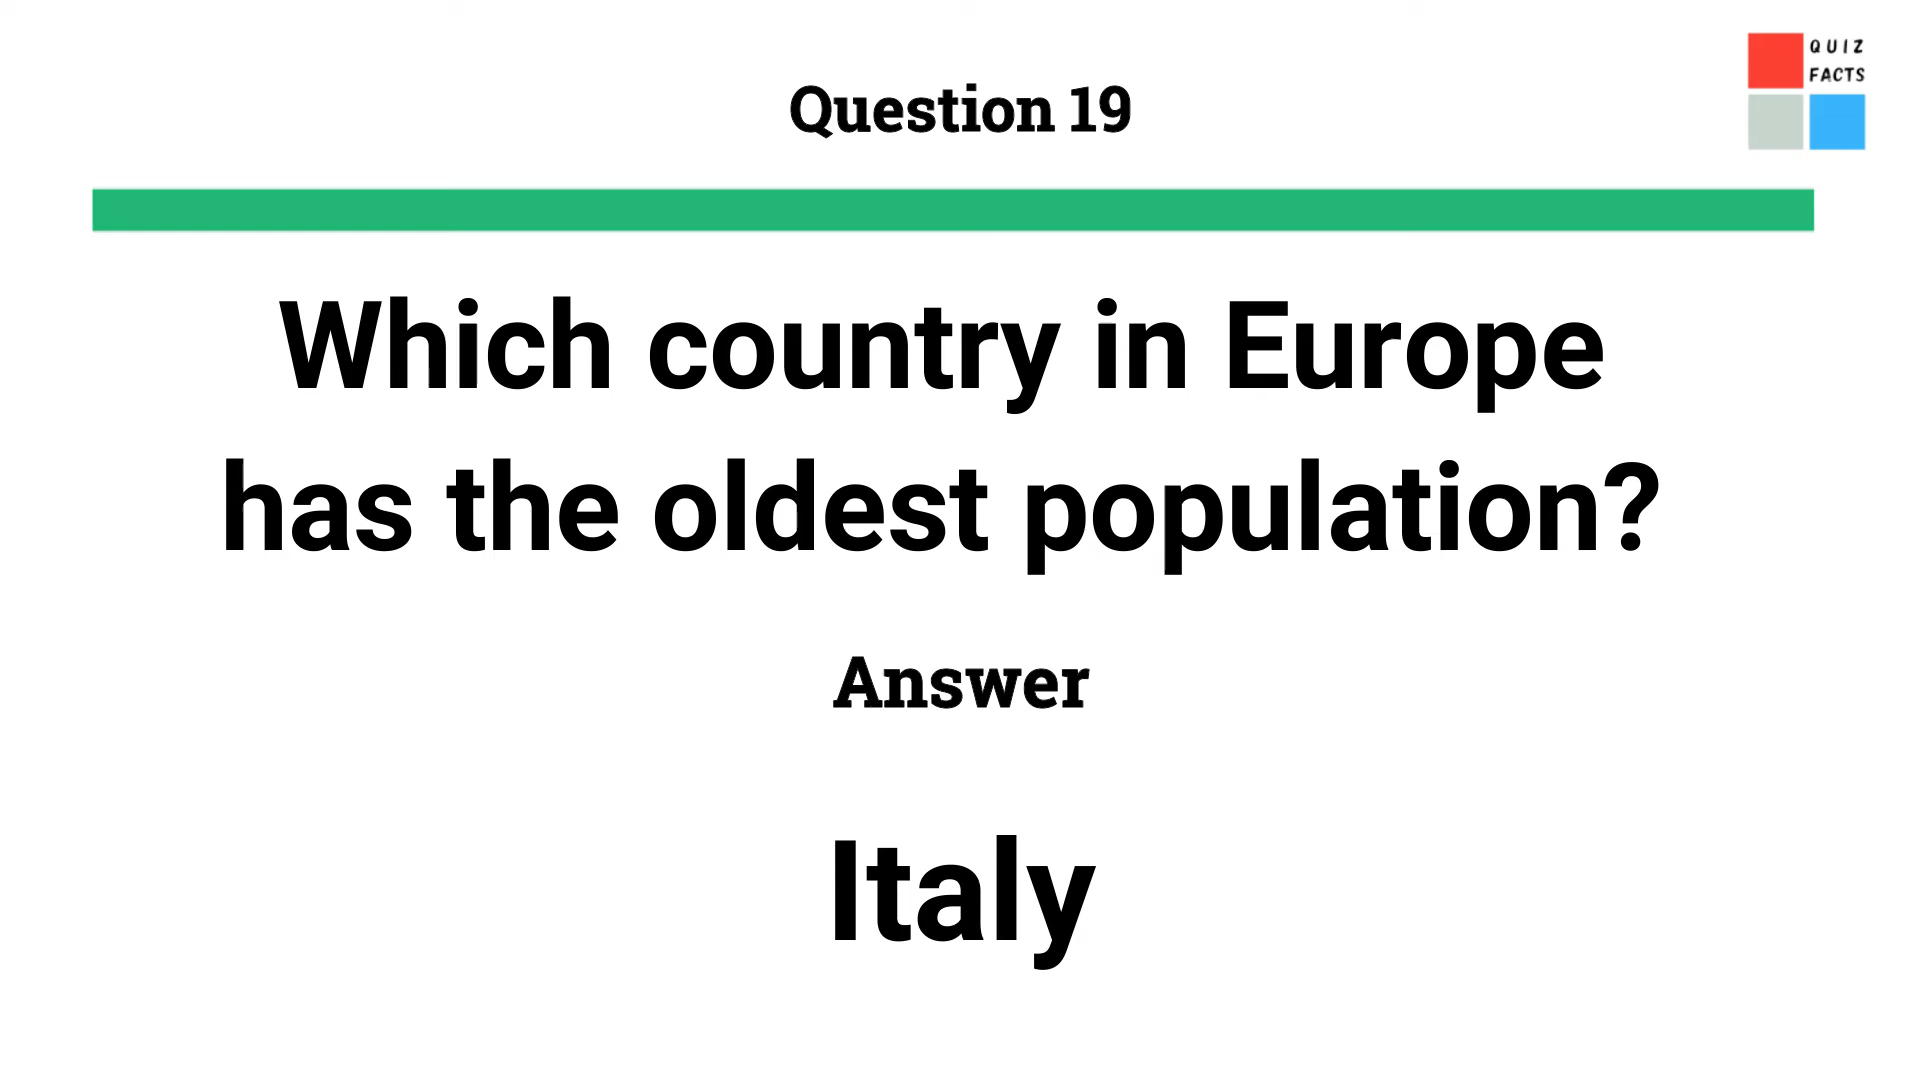 QUIZ
FACTS
Question 19
Which country in Europe
has the oldest population?
Answer
Italy